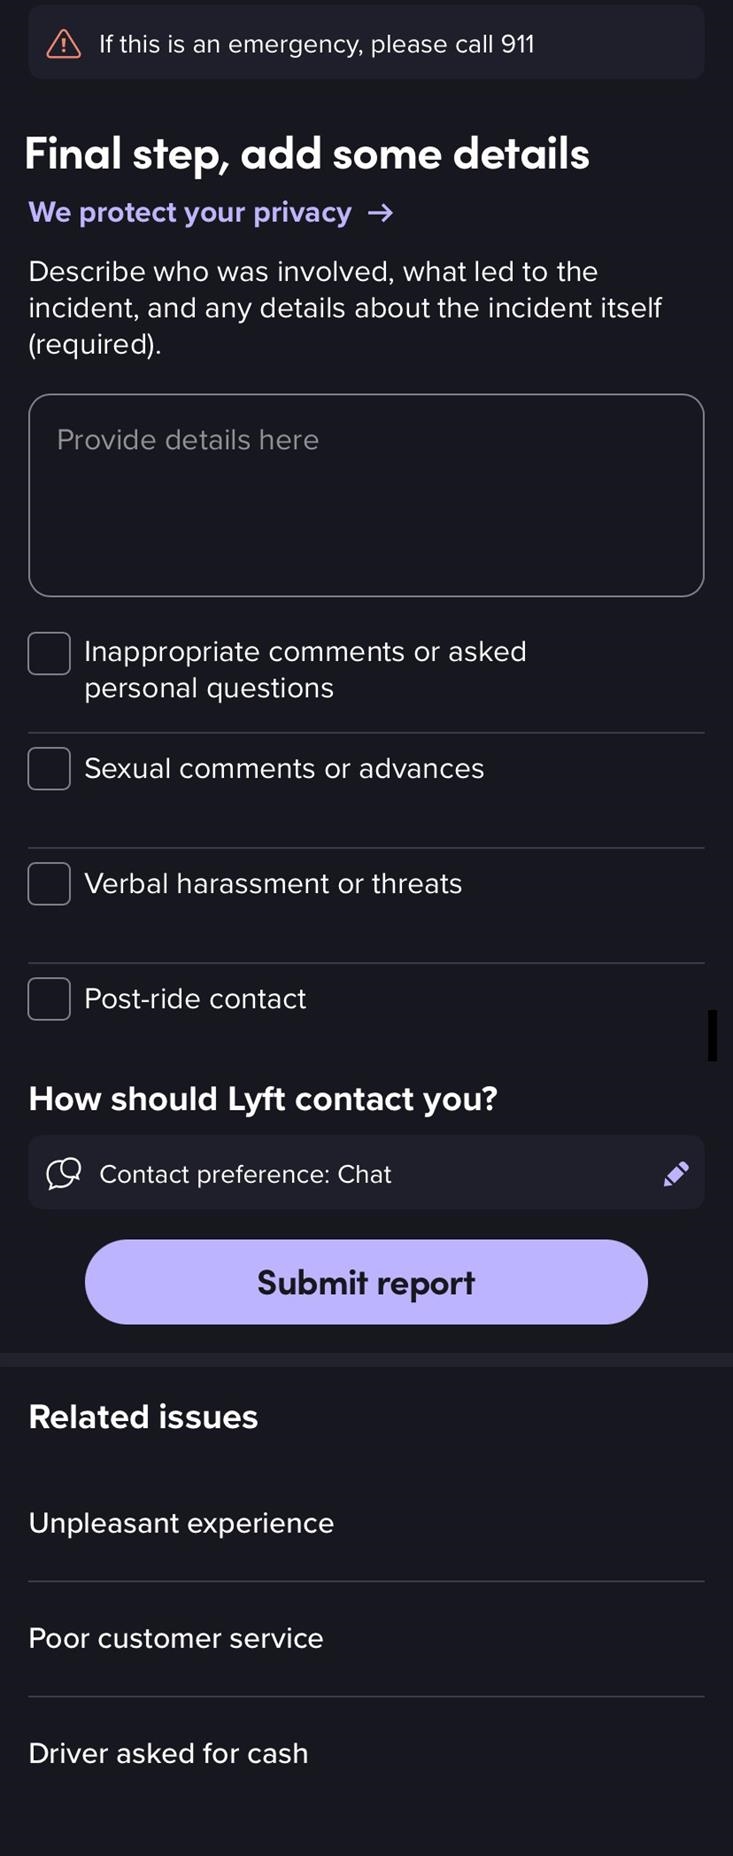 If this is an emergency, please call 911
Final step, add some details
We protect your privacy →
Describe who was involved, what led to the
incident, and any details about the incident itself
(required).
Provide details here
Inappropriate comments or asked
personal questions
Sexual comments or advances
Verbal harassment or threats
Post-ride contact
How should Lyft contact you?
Contact preference: Chat
Submit report
Related issues
Unpleasant experience
Poor customer service
Driver asked for cash